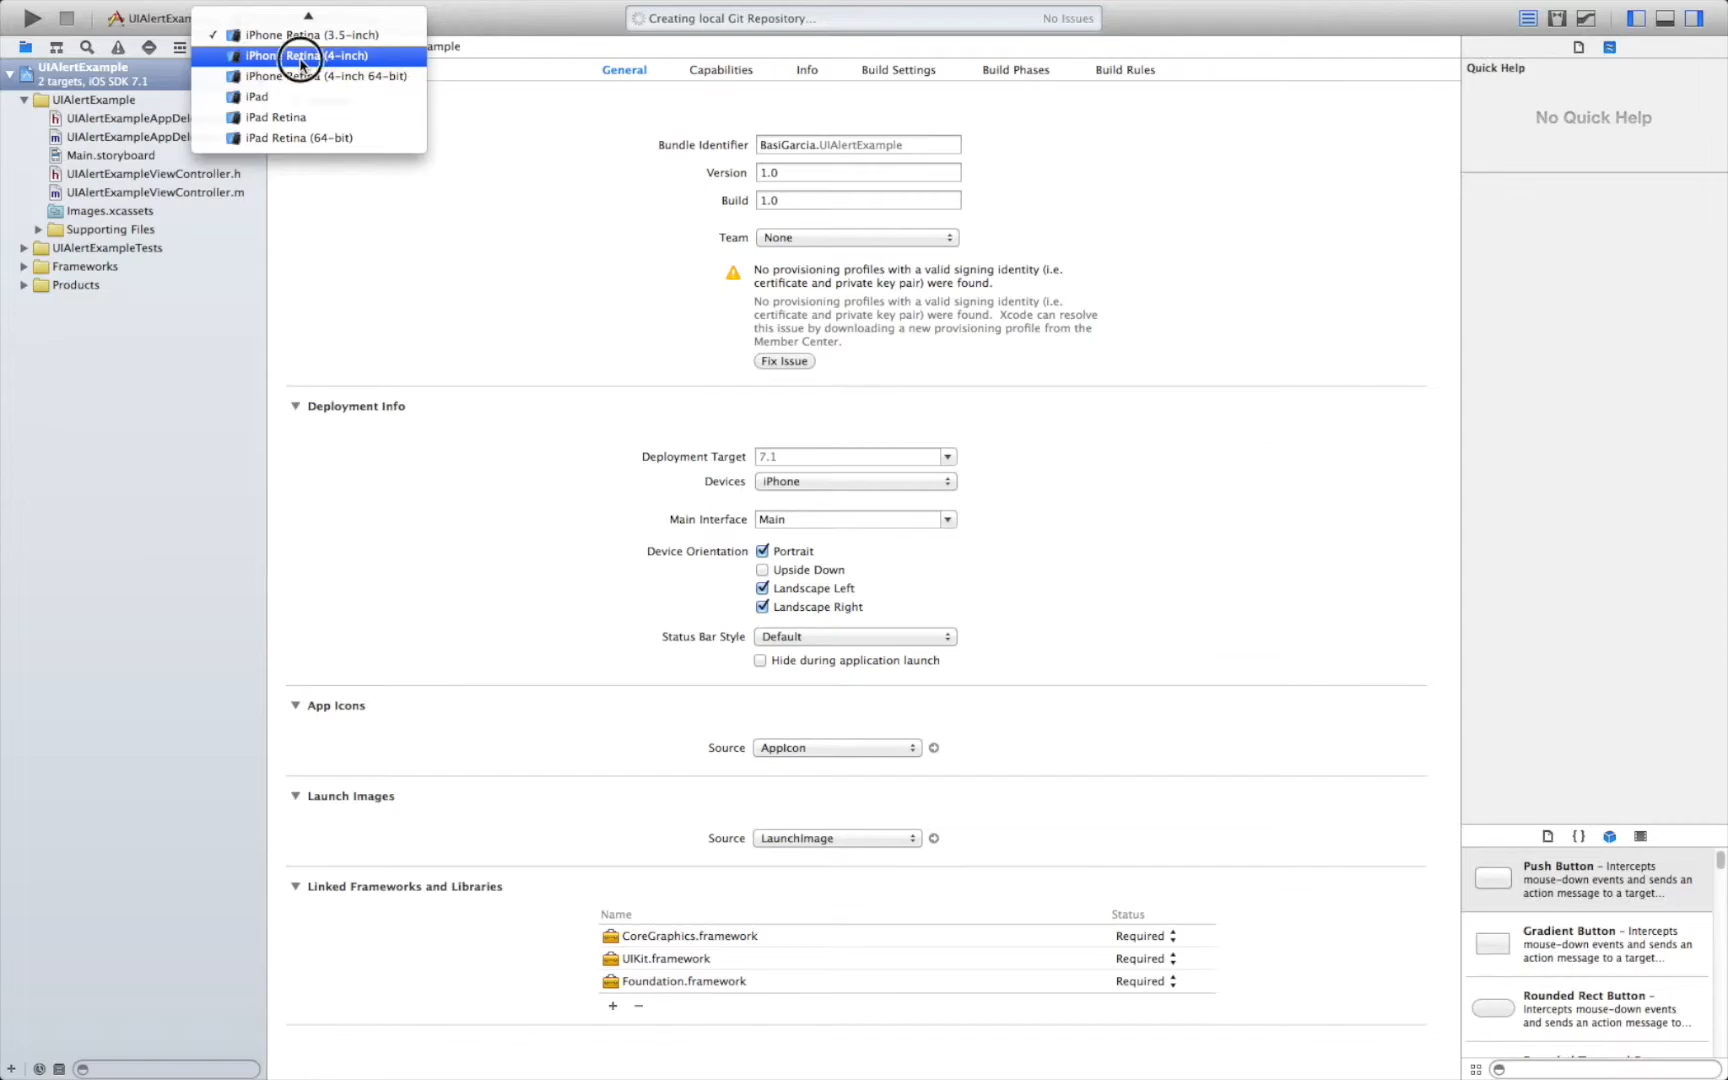 UIAlertExam
Creating local Git Repository...
No Issues
iPhone Retina (3.5-inch)
iPhone Retina (4-inch)
iPhone Retina (4-inch 64-bit)
iPad
iPad Retina
iPad Retina (64-bit)
ample
UIAlertExample
2 targets, iOS SDK 7.1
UIAlertExample
UIAlertExampleAppDel
UIAlertExampleAppDel
Main.storyboard
UIAlertExampleViewController.h
UIAlertExampleViewController.m
Images.xcassets
Supporting Files
UIAlertExampleTests
Frameworks
Products
General
Capabilities
Info
Build Settings
Build Phases
Build Rules
Bundle Identifier
BasiGarcia.UIAlertExample
Version
1.0
Build
1.0
Team
None
No provisioning profiles with a valid signing identity (i.e.
certificate and private key pair) were found.
No provisioning profiles with a valid signing identity (i.e.
certificate and private key pair) were found. Xcode can resolve
this issue by downloading a new provisioning profile from the
Member Center.
Fix Issue
Deployment Info
Deployment Target
7.1
Devices
iPhone
Main Interface
Main
Device Orientation
Portrait
Upside Down
Landscape Left
Landscape Right
Status Bar Style
Default
Hide during application launch
App Icons
Source
AppIcon
Launch Images
Source
LaunchImage
Linked Frameworks and Libraries
Name
Status
CoreGraphics.framework
Required
UIKit.framework
Required
Foundation.framework
Required
Quick Help
No Quick Help
Push Button - Intercepts
mouse-down events and sends an
action message to a target...
Gradient Button - Intercepts
mouse-down events and sends an
action message to a target...
Rounded Rect Button -
Intercepts mouse-down events
and sends an action message to...